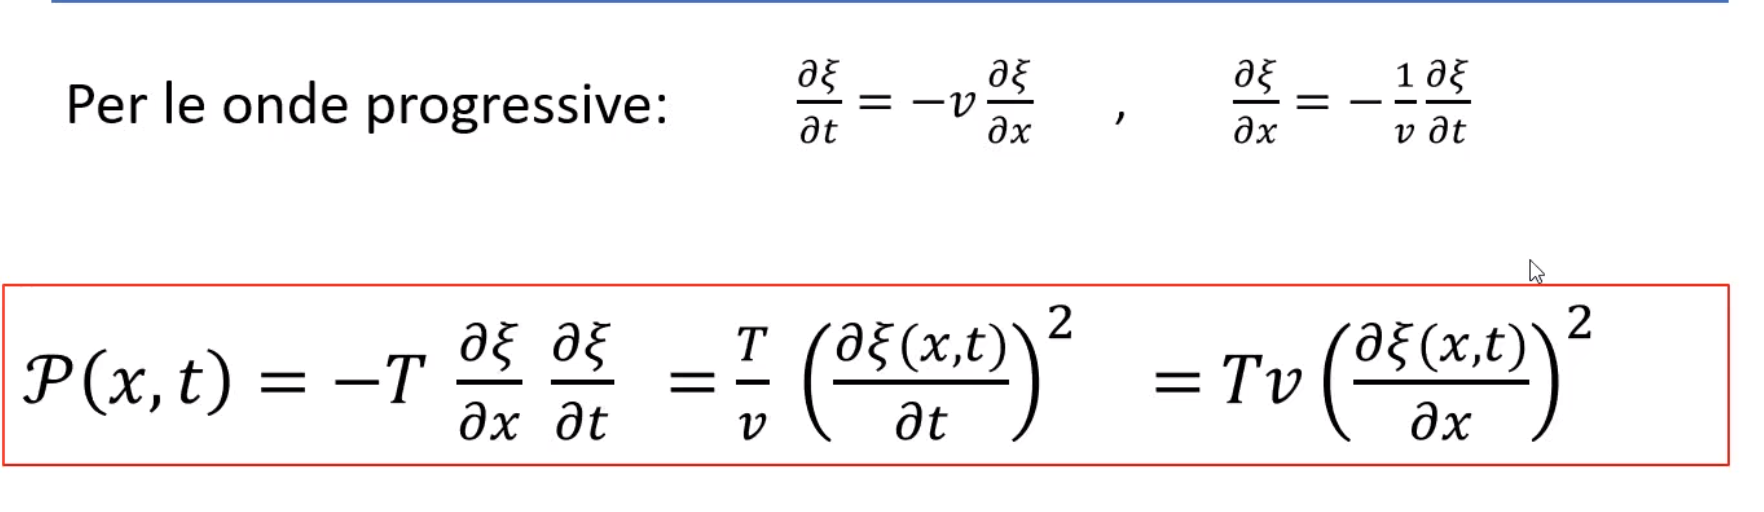 Per le onde progressive: ∂ξ/∂t = −v ∂ξ/∂x , ∂ξ/∂x = − 1/v ∂ξ/∂t
𝒫(x, t) = −T ∂ξ/∂x ∂ξ/∂t = T/v (∂ξ(x,t)/∂t)² = Tv (∂ξ(x,t)/∂x)²